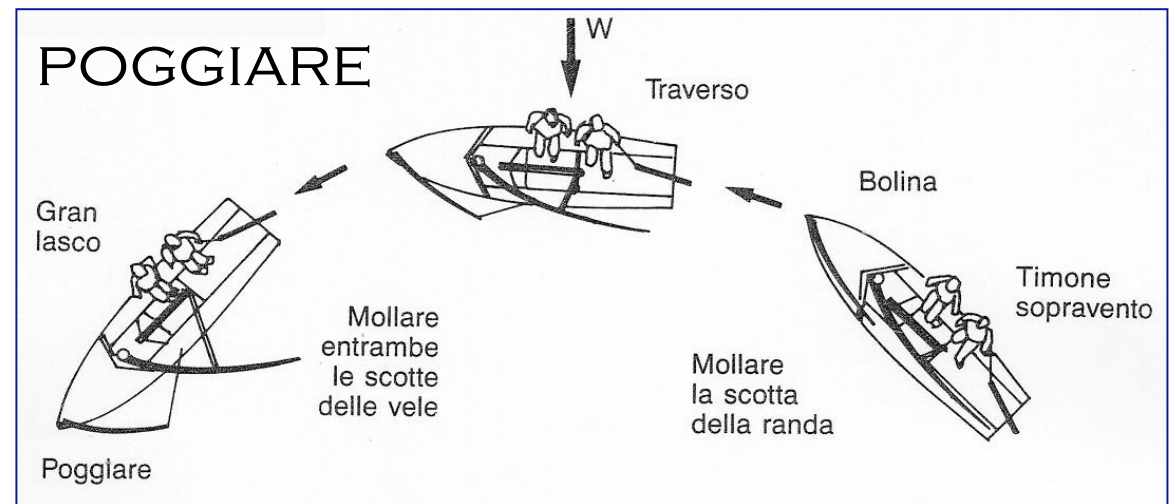 POGGIARE
W
Traverso
Bolina
Timone
sopravento
Gran
lasco
Mollare
entrambe
le scotte
delle vele
Mollare
la scotta
della randa
Poggiare